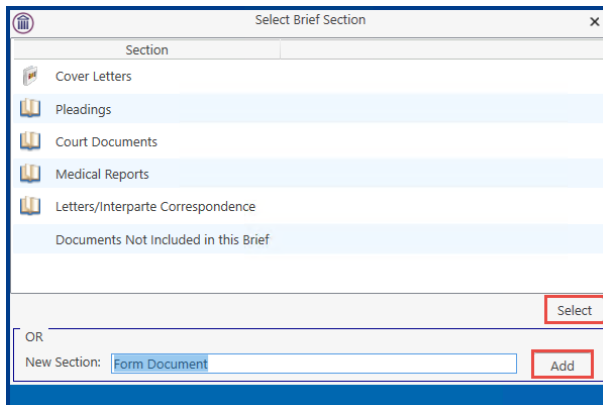 Select Brief Section
Section
Cover Letters
Pleadings
Court Documents
Medical Reports
Letters/Interparte Correspondence
Documents Not Included in this Brief
Select
OR
New Section: Form Document Add